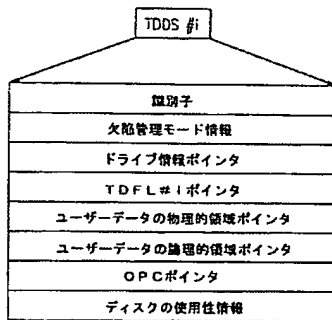 TDDS #i
識別子
欠陥管理モード情報
ドライブ情報ポインタ
TDFL#iポインタ
ユーザーデータの物理的領域ポインタ
ユーザーデータの論理的領域ポインタ
OPCポインタ
ディスクの使用性情報